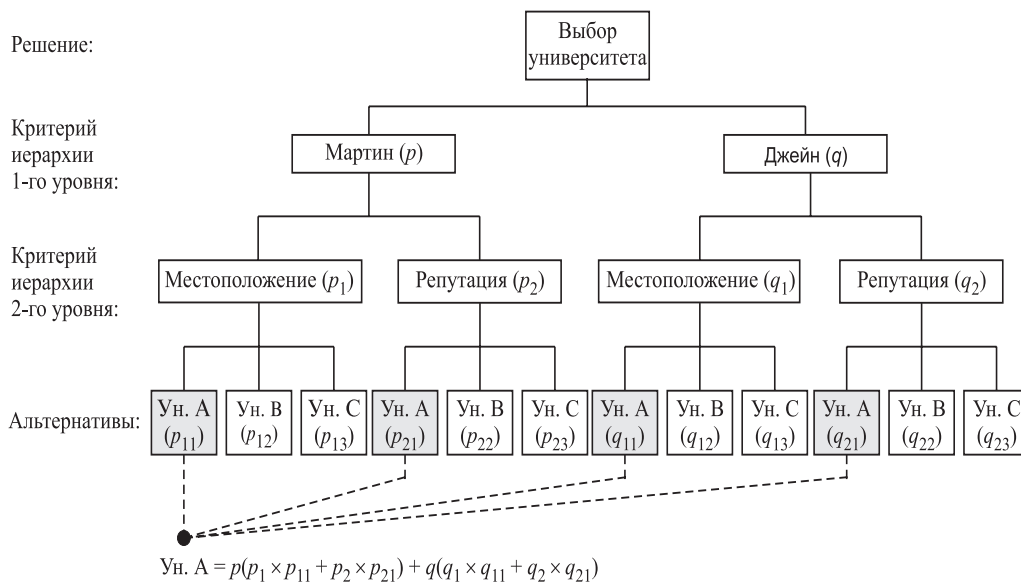 Решение:
Выбор
университета
Критерий
иерархии
1-го уровня:
Мартин (p)
Джейн (q)
Критерий
иерархии
2-го уровня:
Местоположение (p₁)
Репутация (p₂)
Местоположение (q₁)
Репутация (q₂)
Альтернативы:
Ун. A
(p₁₁)
Ун. B
(p₁₂)
Ун. C
(p₁₃)
Ун. A
(p₂₁)
Ун. B
(p₂₂)
Ун. C
(p₂₃)
Ун. A
(q₁₁)
Ун. B
(q₁₂)
Ун. C
(q₁₃)
Ун. A
(q₂₁)
Ун. B
(q₂₂)
Ун. C
(q₂₃)
Ун. A = p(p₁ × p₁₁ + p₂ × p₂₁) + q(q₁ × q₁₁ + q₂ × q₂₁)